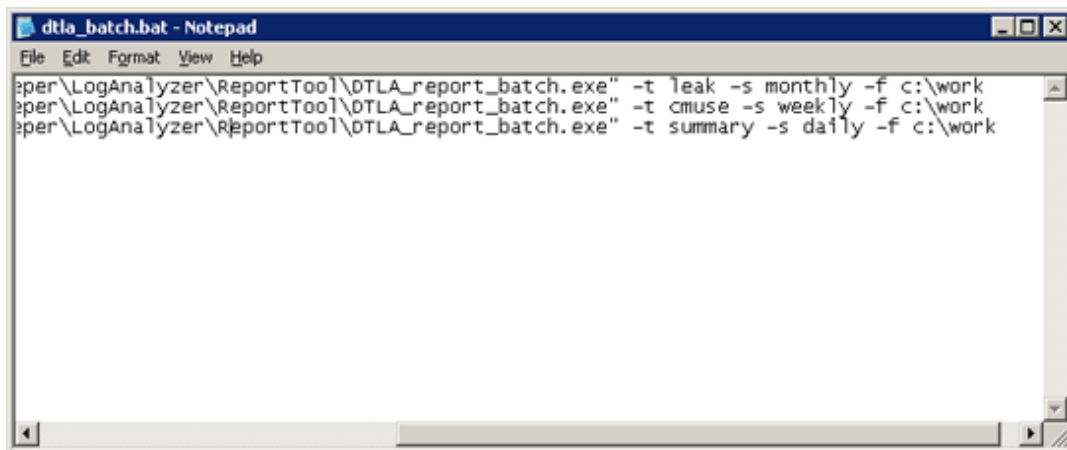 dtla_batch.bat - Notepad
File Edit Format View Help
eper\LogAnalyzer\ReportTool\DTLA_report_batch.exe" -t leak -s monthly -f c:\work
eper\LogAnalyzer\ReportTool\DTLA_report_batch.exe" -t cmuse -s weekly -f c:\work
eper\LogAnalyzer\ReportTool\DTLA_report_batch.exe" -t summary -s daily -f c:\work